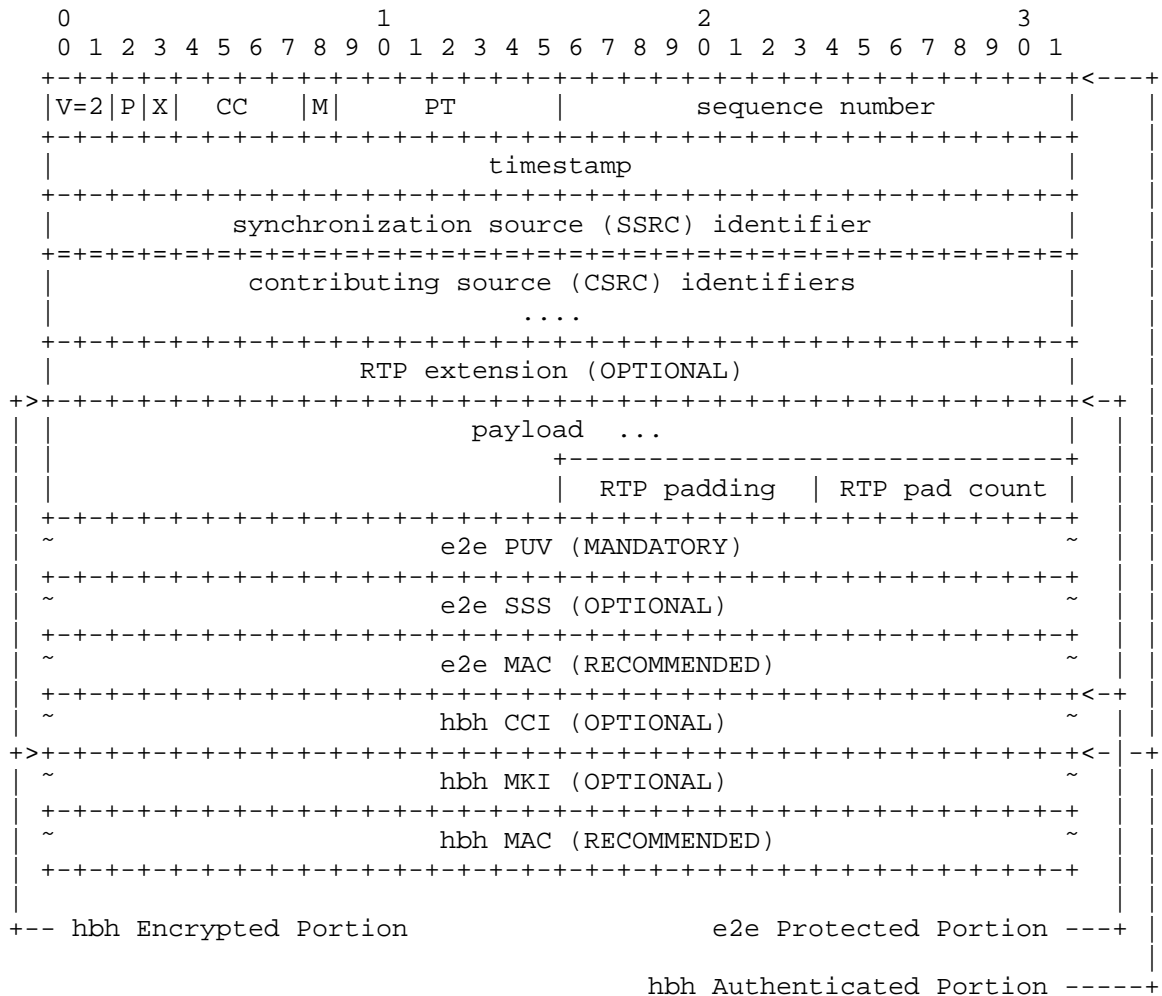 0                   1                   2                   3
0 1 2 3 4 5 6 7 8 9 0 1 2 3 4 5 6 7 8 9 0 1 2 3 4 5 6 7 8 9 0 1
+-+-+-+-+-+-+-+-+-+-+-+-+-+-+-+-+-+-+-+-+-+-+-+-+-+-+-+-+-+-+-+-+<---+
|V=2|P|X|  CC   |M|     PT      |       sequence number         |    |
+-+-+-+-+-+-+-+-+-+-+-+-+-+-+-+-+-+-+-+-+-+-+-+-+-+-+-+-+-+-+-+-+    |
|                           timestamp                           |    |
+-+-+-+-+-+-+-+-+-+-+-+-+-+-+-+-+-+-+-+-+-+-+-+-+-+-+-+-+-+-+-+-+    |
|           synchronization source (SSRC) identifier            |    |
+=+=+=+=+=+=+=+=+=+=+=+=+=+=+=+=+=+=+=+=+=+=+=+=+=+=+=+=+=+=+=+=+    |
|            contributing source (CSRC) identifiers             |    |
|                             ....                              |    |
+-+-+-+-+-+-+-+-+-+-+-+-+-+-+-+-+-+-+-+-+-+-+-+-+-+-+-+-+-+-+-+-+    |
|                   RTP extension (OPTIONAL)                    |    |
+>+-+-+-+-+-+-+-+-+-+-+-+-+-+-+-+-+-+-+-+-+-+-+-+-+-+-+-+-+-+-+-+-+<-+ |
| |                          payload  ...                         |  | |
| |                               +-------------------------------+  | |
| |                               |  RTP padding  | RTP pad count |  | |
| +-+-+-+-+-+-+-+-+-+-+-+-+-+-+-+-+-+-+-+-+-+-+-+-+-+-+-+-+-+-+-+-+  | |
| ~                        e2e PUV (MANDATORY)                    ~  | |
| +-+-+-+-+-+-+-+-+-+-+-+-+-+-+-+-+-+-+-+-+-+-+-+-+-+-+-+-+-+-+-+-+  | |
| ~                        e2e SSS (OPTIONAL)                     ~  | |
| +-+-+-+-+-+-+-+-+-+-+-+-+-+-+-+-+-+-+-+-+-+-+-+-+-+-+-+-+-+-+-+-+  | |
| ~                        e2e MAC (RECOMMENDED)                  ~  | |
| +-+-+-+-+-+-+-+-+-+-+-+-+-+-+-+-+-+-+-+-+-+-+-+-+-+-+-+-+-+-+-+-+<-+ |
| ~                        hbh CCI (OPTIONAL)                     ~  | |
+>+-+-+-+-+-+-+-+-+-+-+-+-+-+-+-+-+-+-+-+-+-+-+-+-+-+-+-+-+-+-+-+-+<-|-+
| ~                        hbh MKI (OPTIONAL)                     ~  | |
| +-+-+-+-+-+-+-+-+-+-+-+-+-+-+-+-+-+-+-+-+-+-+-+-+-+-+-+-+-+-+-+-+  | |
| ~                        hbh MAC (RECOMMENDED)                  ~  | |
| +-+-+-+-+-+-+-+-+-+-+-+-+-+-+-+-+-+-+-+-+-+-+-+-+-+-+-+-+-+-+-+-+  | |
|                                                                    | |
+-- hbh Encrypted Portion                   e2e Protected Portion ---+ |
|
hbh Authenticated Portion -----+